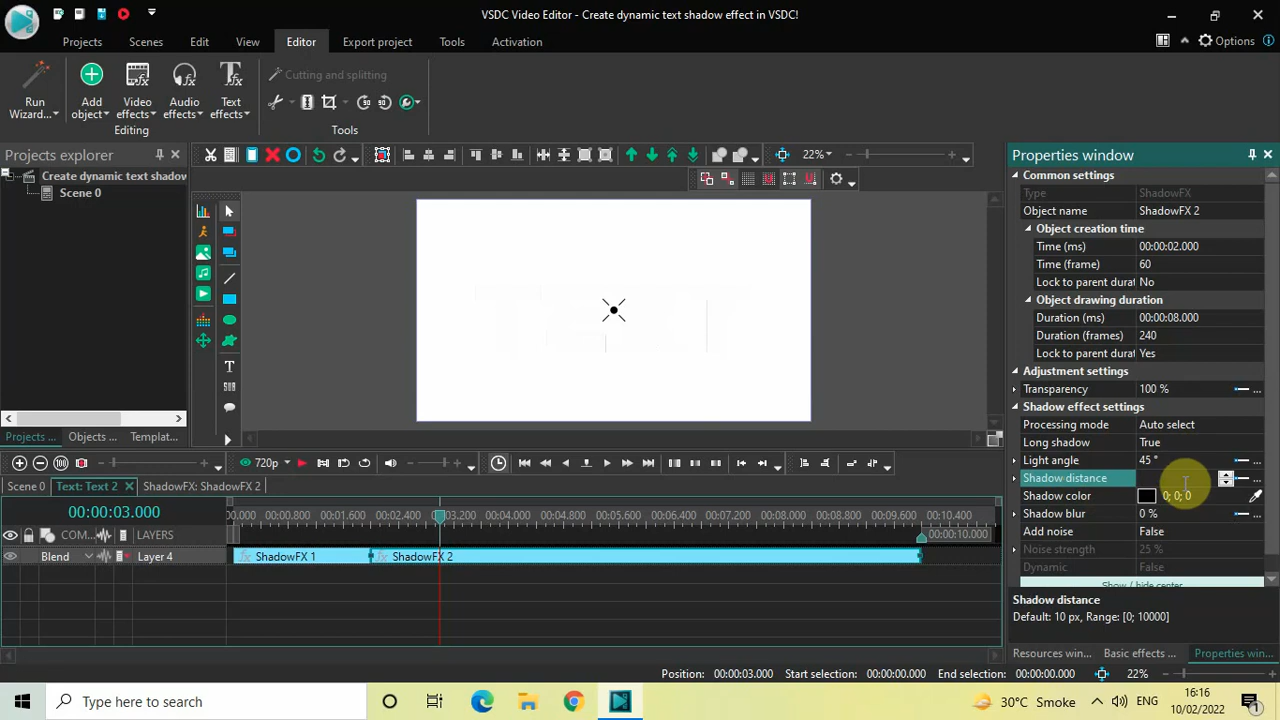 VSDC Video Editor - Create dynamic text shadow effect in VSDC!
Projects
Scenes
Edit
View
Editor
Export project
Tools
Activation
Options
Run
Wizard...
Add
object
Video
effects
Audio
effects
Text
effects
Editing
Cutting and splitting
Tools
Projects explorer
22%
Create dynamic text shadow
Scene 0
Projects ...
Objects ...
Templat...
Properties window
Common settings
Type ShadowFX
Object name ShadowFX 2
Object creation time
Time (ms) 00:00:02.000
Time (frame) 60
Lock to parent durat No
Object drawing duration
Duration (ms) 00:00:08.000
Duration (frames) 240
Lock to parent durat Yes
Adjustment settings
Transparency 100 % ...
Shadow effect settings
Processing mode Auto select
Long shadow True
Light angle 45 ° ...
Shadow distance ...
Shadow color 0; 0; 0
Shadow blur 0 % ...
Add noise False
Noise strength 25 %
Dynamic False
Show / hide center
Shadow distance
Default: 10 px, Range: [0; 10000]
Resources win...
Basic effects ...
Properties win...
720p
Scene 0
Text: Text 2
ShadowFX: ShadowFX 2
00:00:03.000
0.000 00:00.800 00:01.600 00:02.400 00:03.200 00:04.000 00:04.800 00:05.600 00:06.400 00:07.200 00:08.000 00:08.800 00:09.600 00:10.400
COM... LAYERS
00:00:10.000
Blend
Layer 4
fx ShadowFX 1
fx ShadowFX 2
Position: 00:00:03.000
Start selection: 00:00:00.000
End selection: 00:00:00.000
22%
Type here to search
30°C Smoke
ENG
16:16
10/02/2022